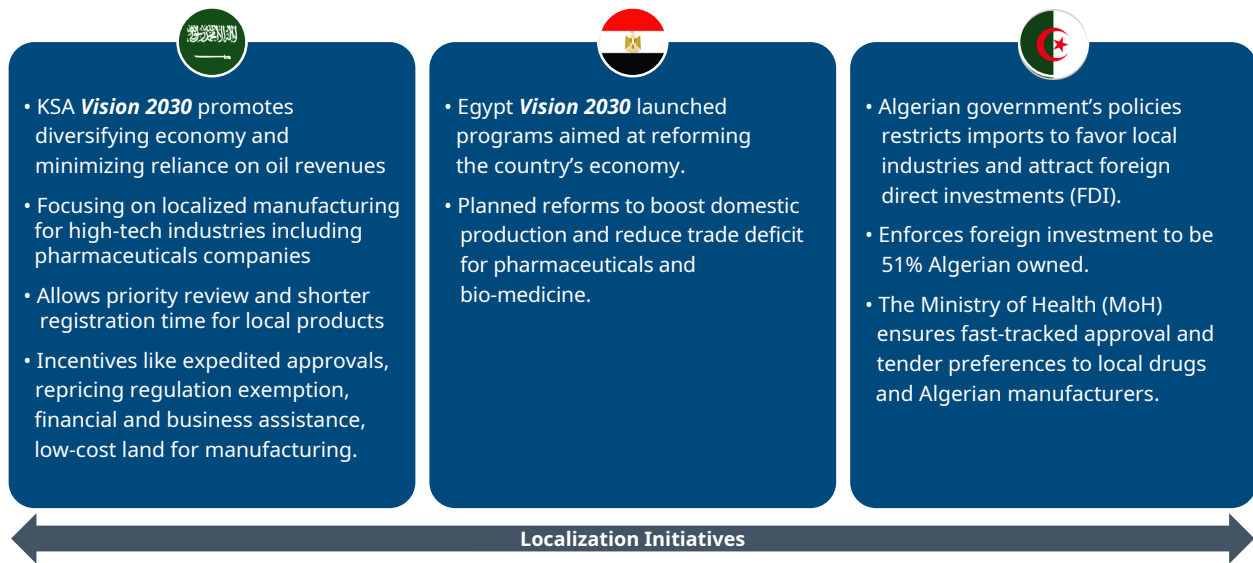 • KSA Vision 2030 promotes
diversifying economy and
minimizing reliance on oil revenues
• Focusing on localized manufacturing
for high-tech industries including
pharmaceuticals companies
• Allows priority review and shorter
registration time for local products
• Incentives like expedited approvals,
repricing regulation exemption,
financial and business assistance,
low-cost land for manufacturing.
• Egypt Vision 2030 launched
programs aimed at reforming
the country’s economy.
• Planned reforms to boost domestic
production and reduce trade deficit
for pharmaceuticals and
bio-medicine.
• Algerian government’s policies
restricts imports to favor local
industries and attract foreign
direct investments (FDI).
• Enforces foreign investment to be
51% Algerian owned.
• The Ministry of Health (MoH)
ensures fast-tracked approval and
tender preferences to local drugs
and Algerian manufacturers.
Localization Initiatives